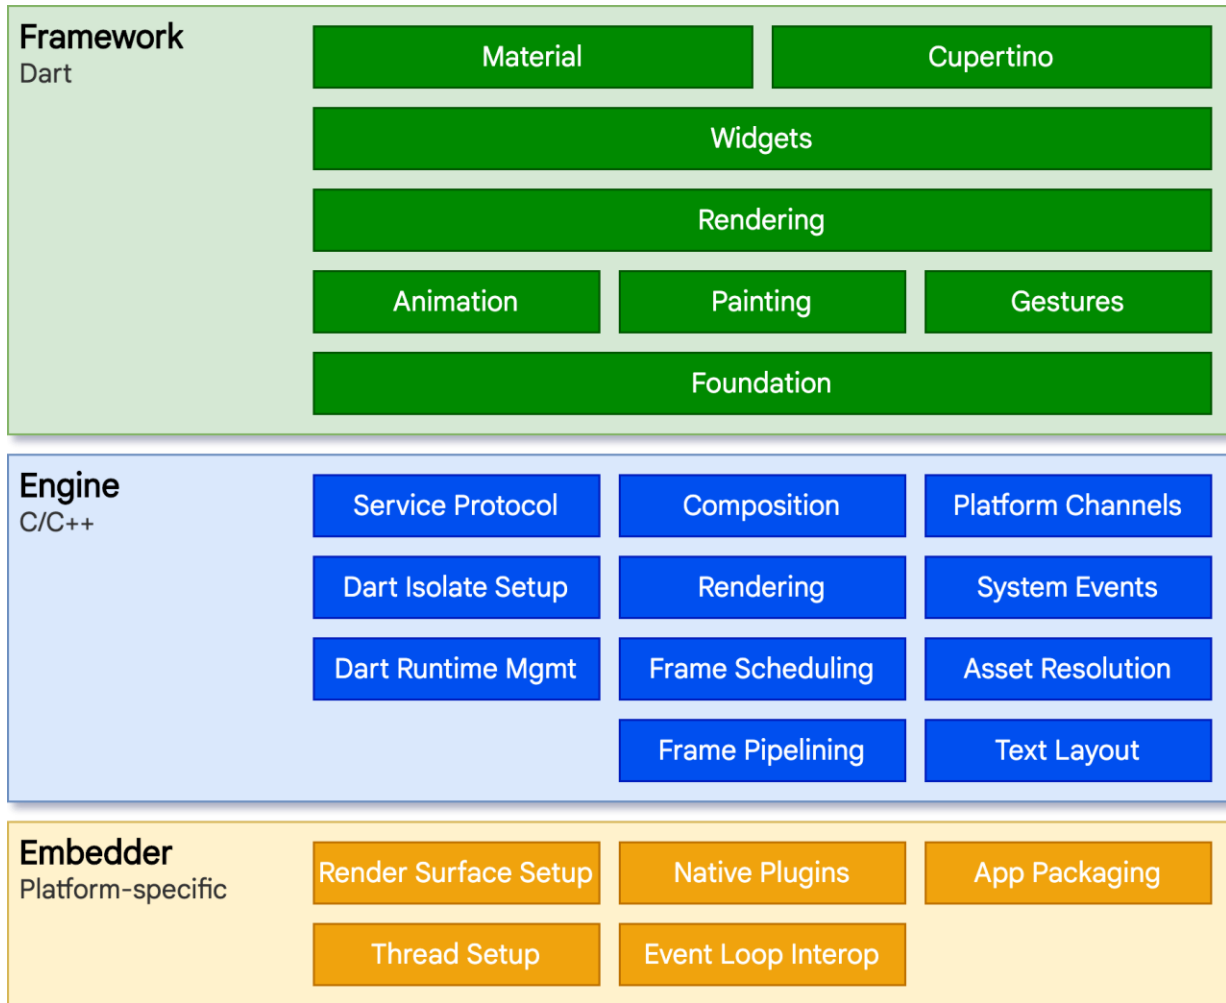 Framework
Dart
Material
Cupertino
Widgets
Rendering
Animation
Painting
Gestures
Foundation
Engine
C/C++
Service Protocol
Composition
Platform Channels
Dart Isolate Setup
Rendering
System Events
Dart Runtime Mgmt
Frame Scheduling
Asset Resolution
Frame Pipelining
Text Layout
Embedder
Platform-specific
Render Surface Setup
Native Plugins
App Packaging
Thread Setup
Event Loop Interop